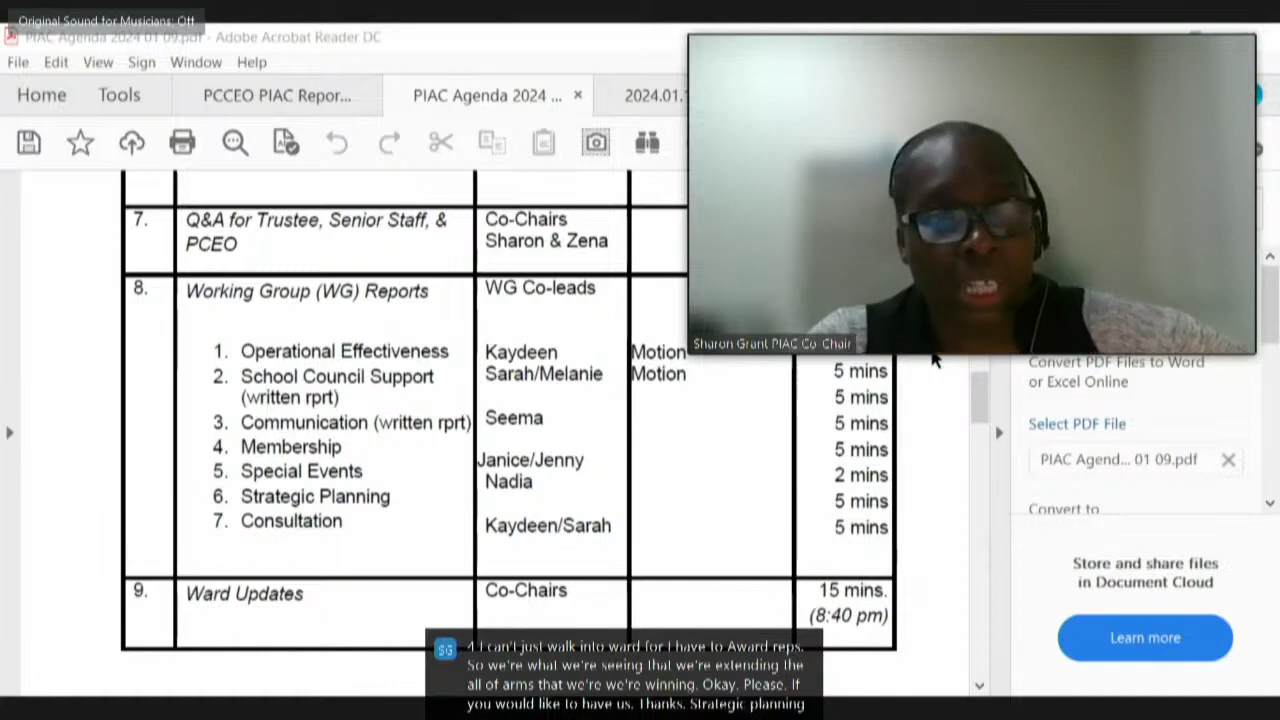 Original Sound for Musicians: Off
PIAC Agenda 2024 01 09.pdf - Adobe Acrobat Reader DC
File Edit View Sign Window Help
Home Tools PCCEO PIAC Repor... PIAC Agenda 2024 ... × 2024.01.
7. Q&A for Trustee, Senior Staff, & PCEO
Co-Chairs
Sharon & Zena
8. Working Group (WG) Reports
WG Co-leads
1. Operational Effectiveness
Kaydeen
Motion
2. School Council Support
(written rprt)
Sarah/Melanie
Motion
5 mins
5 mins
3. Communication (written rprt)
Seema
5 mins
4. Membership
Janice/Jenny
5 mins
5. Special Events
Nadia
2 mins
6. Strategic Planning
5 mins
7. Consultation
Kaydeen/Sarah
5 mins
9. Ward Updates
Co-Chairs
15 mins.
(8:40 pm)
Sharon Grant PIAC Co-Chair
Convert PDF Files to Word
or Excel Online
Select PDF File
PIAC Agend... 01 09.pdf
Convert to
Store and share files
in Document Cloud
Learn more
SG
4 I can't just walk into ward for I have to Award reps.
So we're what we're seeing that we're extending the
all of arms that we're we're winning. Okay. Please. If
you would like to have us. Thanks. Strategic planning